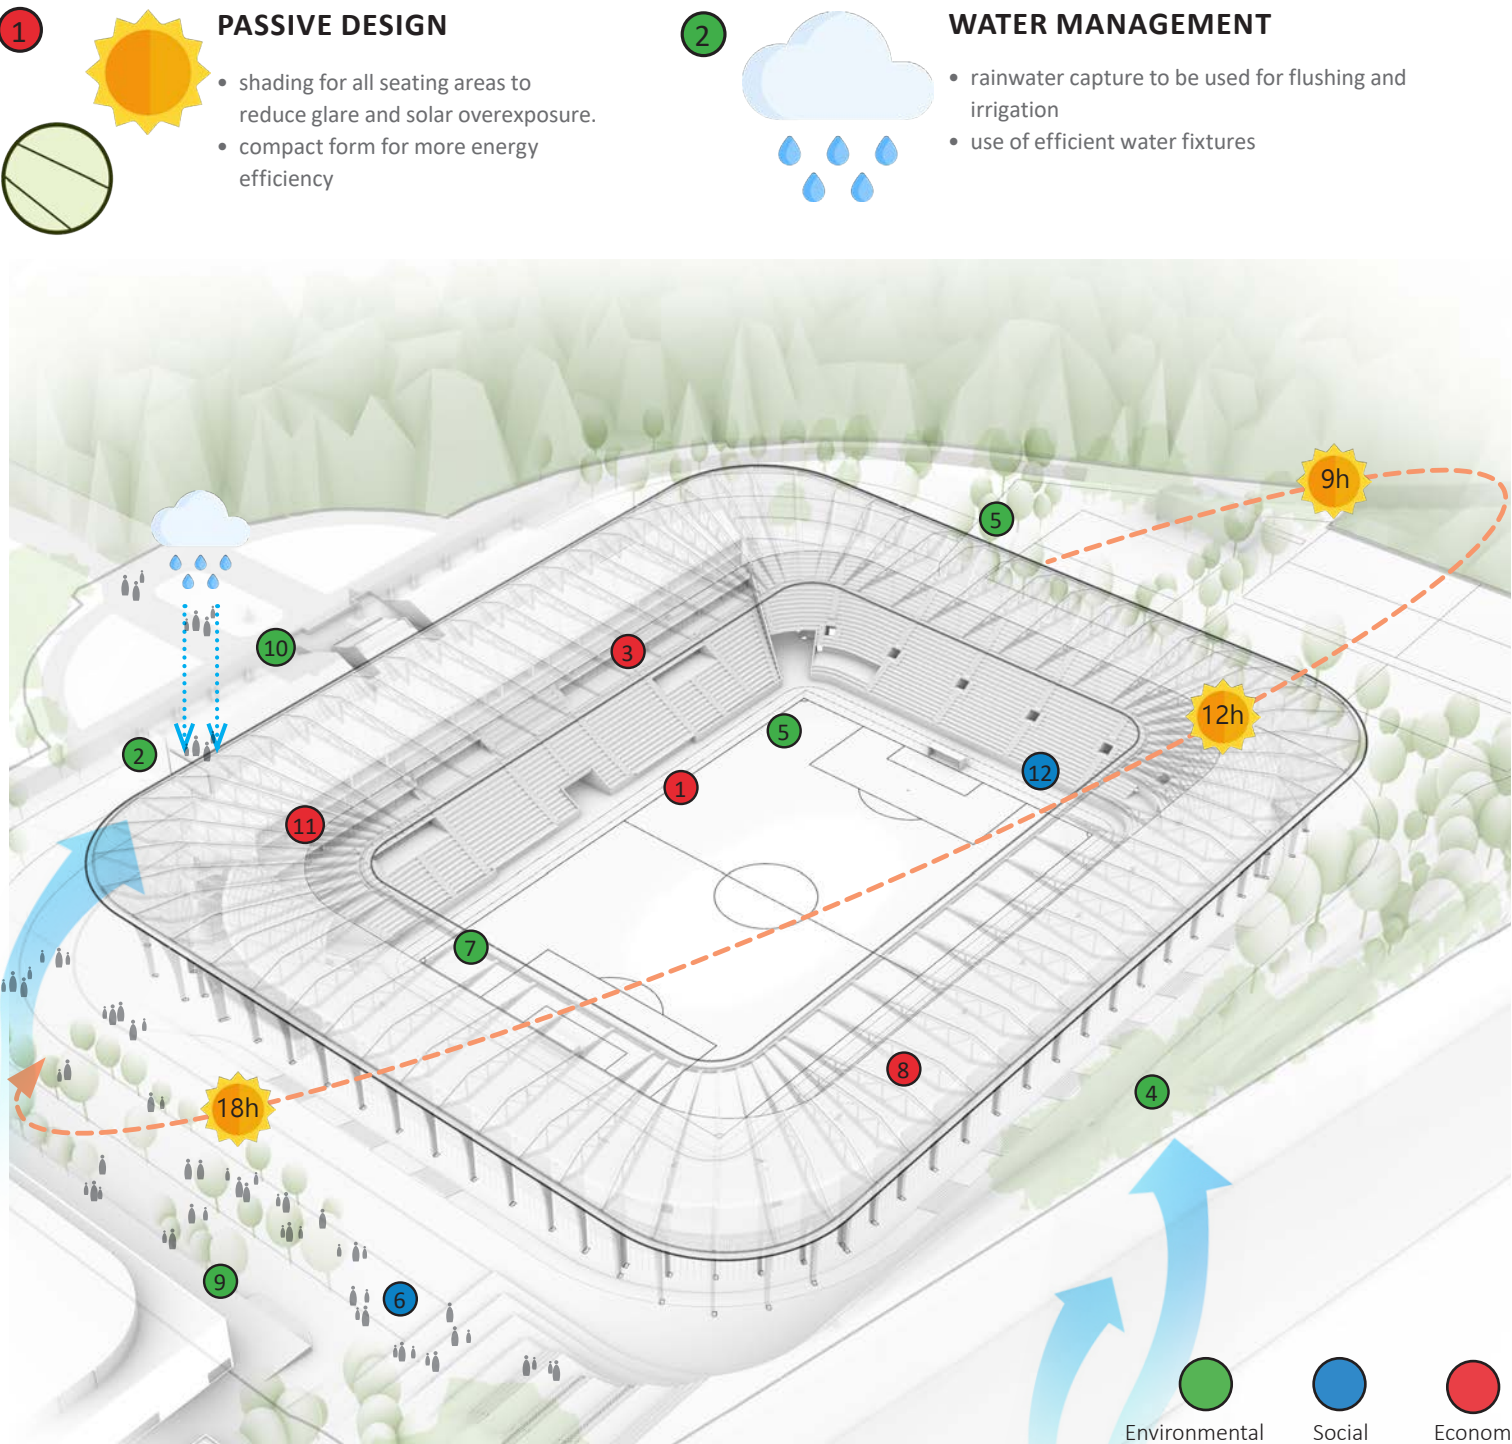 1
PASSIVE DESIGN
• shading for all seating areas to
reduce glare and solar overexposure.
• compact form for more energy
efficiency
2
WATER MANAGEMENT
• rainwater capture to be used for flushing and
irrigation
• use of efficient water fixtures
9h
5
10
3
12h
5
2
12
1
11
7
8
4
18h
9
6
Environmental
Social
Econom